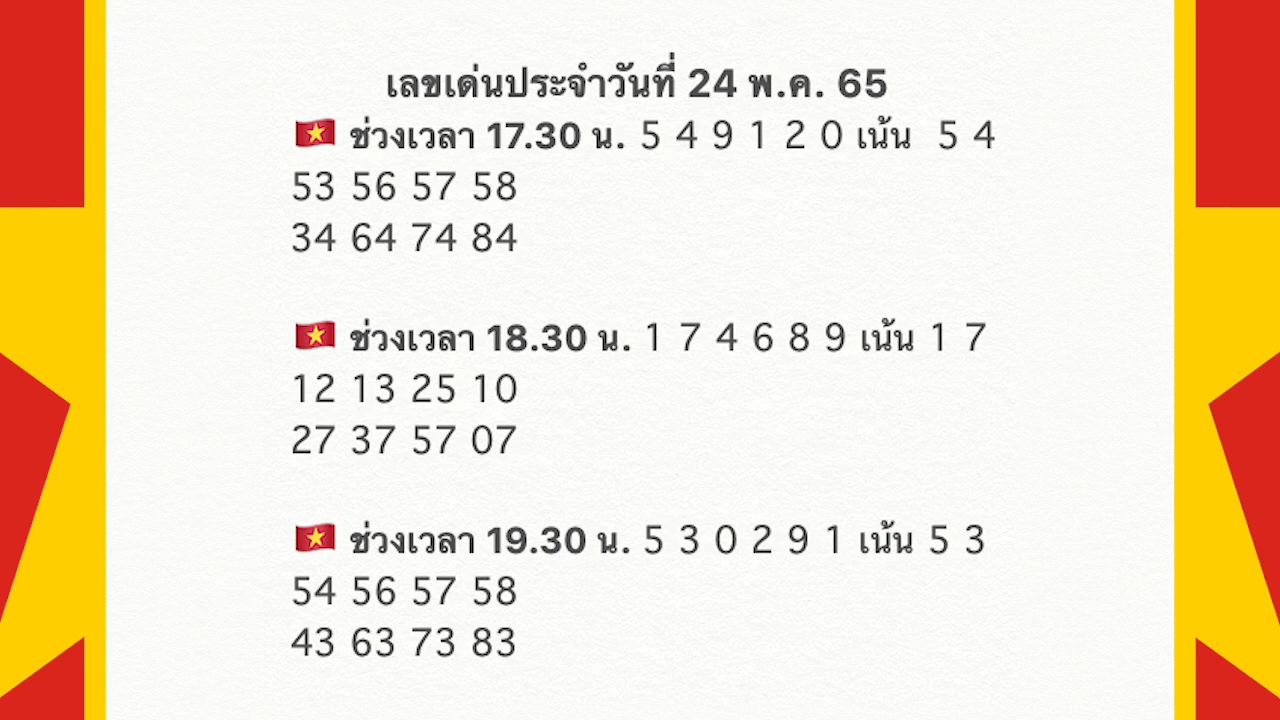 เลขเด่นประจำวันที่ 24 พ.ค. 65
🇻🇳 ช่วงเวลา 17.30 น. 5 4 9 1 2 0 เน้น 5 4
53 56 57 58
34 64 74 84
🇻🇳 ช่วงเวลา 18.30 น. 1 7 4 6 8 9 เน้น 1 7
12 13 25 10
27 37 57 07
🇻🇳 ช่วงเวลา 19.30 น. 5 3 0 2 9 1 เน้น 5 3
54 56 57 58
43 63 73 83